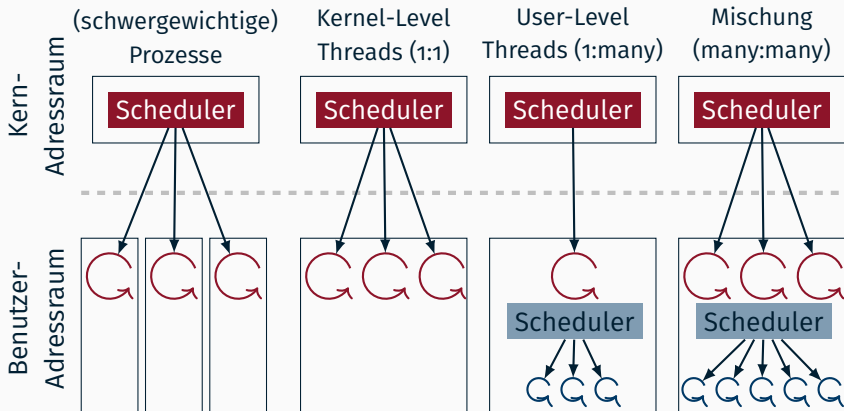 (schwergewichtige)
Prozesse
Kernel-Level
Threads (1:1)
User-Level
Threads (1:many)
Mischung
(many:many)
Kern-
Adressraum
Scheduler
Scheduler
Scheduler
Scheduler
Benutzer-
Adressraum
Scheduler
Scheduler